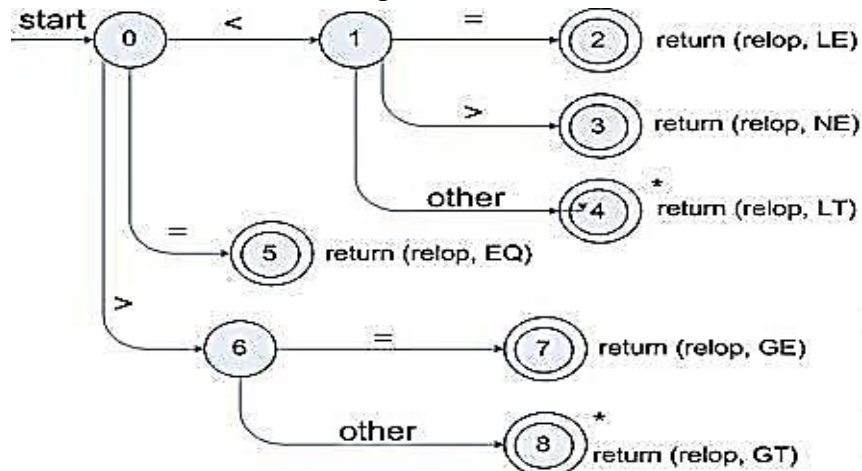 start
0 < 1 = 2 return (relop, LE)
> 3 return (relop, NE)
other 4 * return (relop, LT)
= 5 return (relop, EQ)
> 6 = 7 return (relop, GE)
other 8 * return (relop, GT)